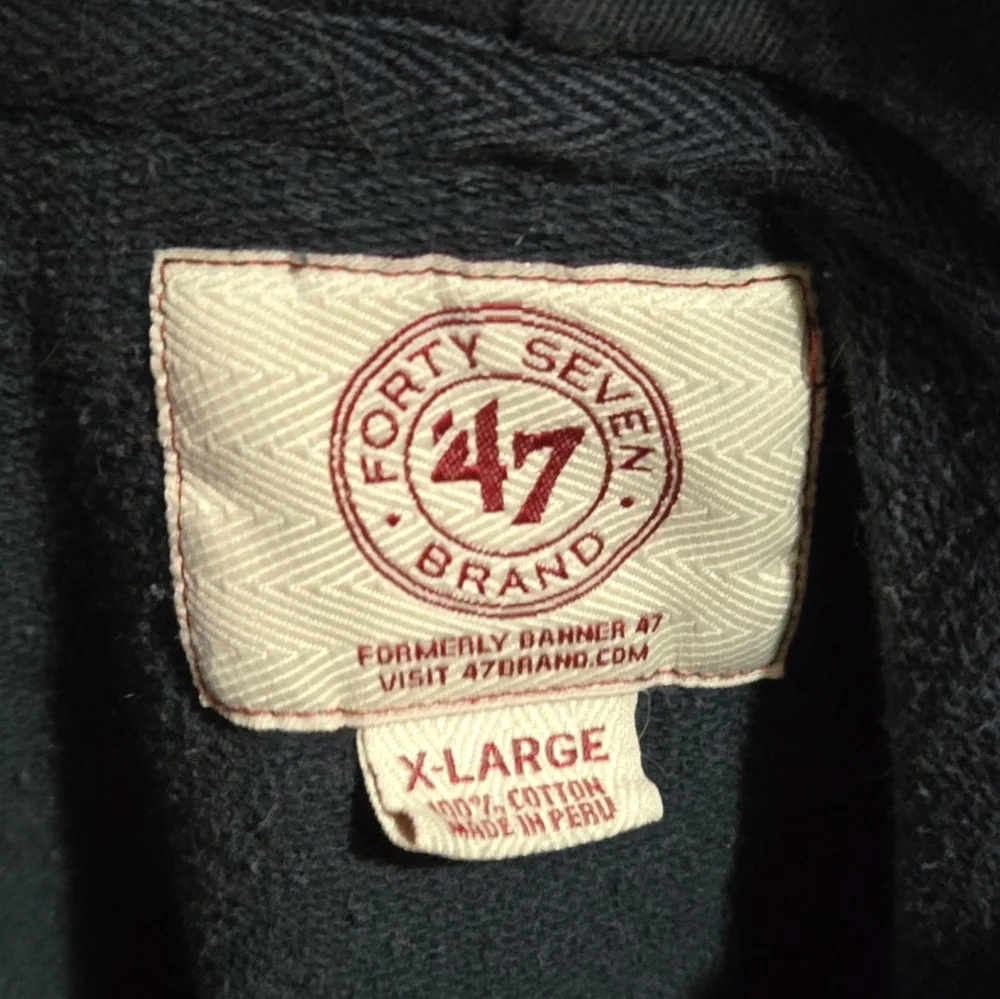 FORTY SEVEN
'47
BRAND
FORMERLY BANNER 47
VISIT 47BRAND.COM
X-LARGE
100% COTTON
MADE IN PERU